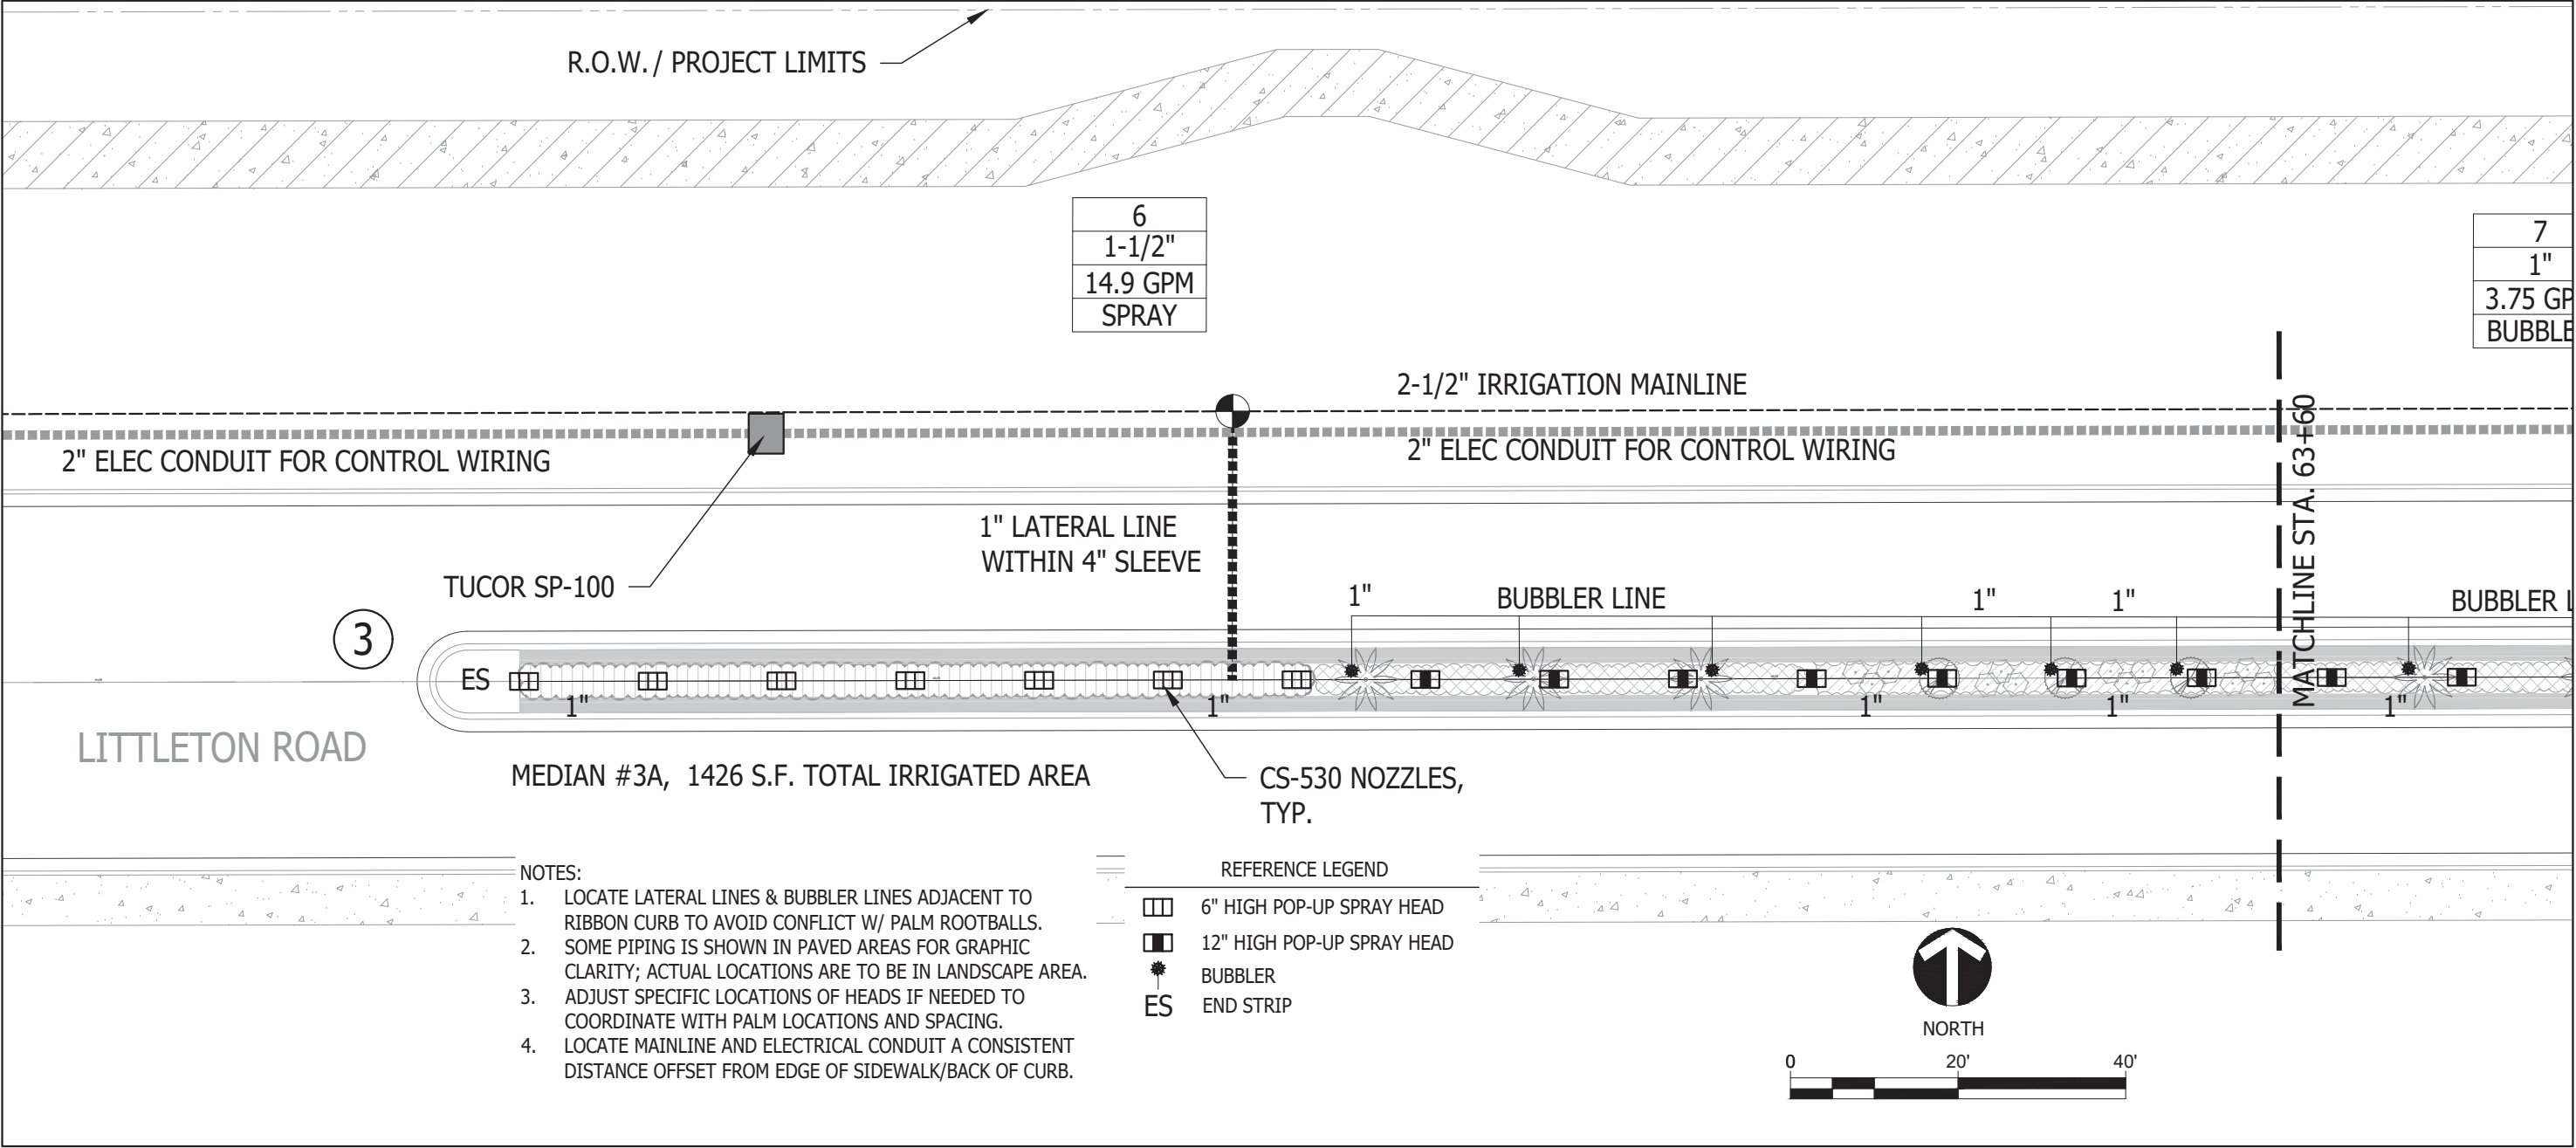 R.O.W. / PROJECT LIMITS
6
1-1/2"
14.9 GPM
SPRAY
7
1"
3.75 GP
BUBBLE
2-1/2" IRRIGATION MAINLINE
2" ELEC CONDUIT FOR CONTROL WIRING
2" ELEC CONDUIT FOR CONTROL WIRING
MATCHLINE STA. 63+60
1" LATERAL LINE
WITHIN 4" SLEEVE
TUCOR SP-100
3
1"
BUBBLER LINE
1"
1"
BUBBLER L
ES
1"
1"
1"
1"
1"
LITTLETON ROAD
MEDIAN #3A, 1426 S.F. TOTAL IRRIGATED AREA
CS-530 NOZZLES,
TYP.
NOTES:
1. LOCATE LATERAL LINES & BUBBLER LINES ADJACENT TO
RIBBON CURB TO AVOID CONFLICT W/ PALM ROOTBALLS.
2. SOME PIPING IS SHOWN IN PAVED AREAS FOR GRAPHIC
CLARITY; ACTUAL LOCATIONS ARE TO BE IN LANDSCAPE AREA.
3. ADJUST SPECIFIC LOCATIONS OF HEADS IF NEEDED TO
COORDINATE WITH PALM LOCATIONS AND SPACING.
4. LOCATE MAINLINE AND ELECTRICAL CONDUIT A CONSISTENT
DISTANCE OFFSET FROM EDGE OF SIDEWALK/BACK OF CURB.
REFERENCE LEGEND
6" HIGH POP-UP SPRAY HEAD
12" HIGH POP-UP SPRAY HEAD
BUBBLER
ES END STRIP
NORTH
0 20' 40'